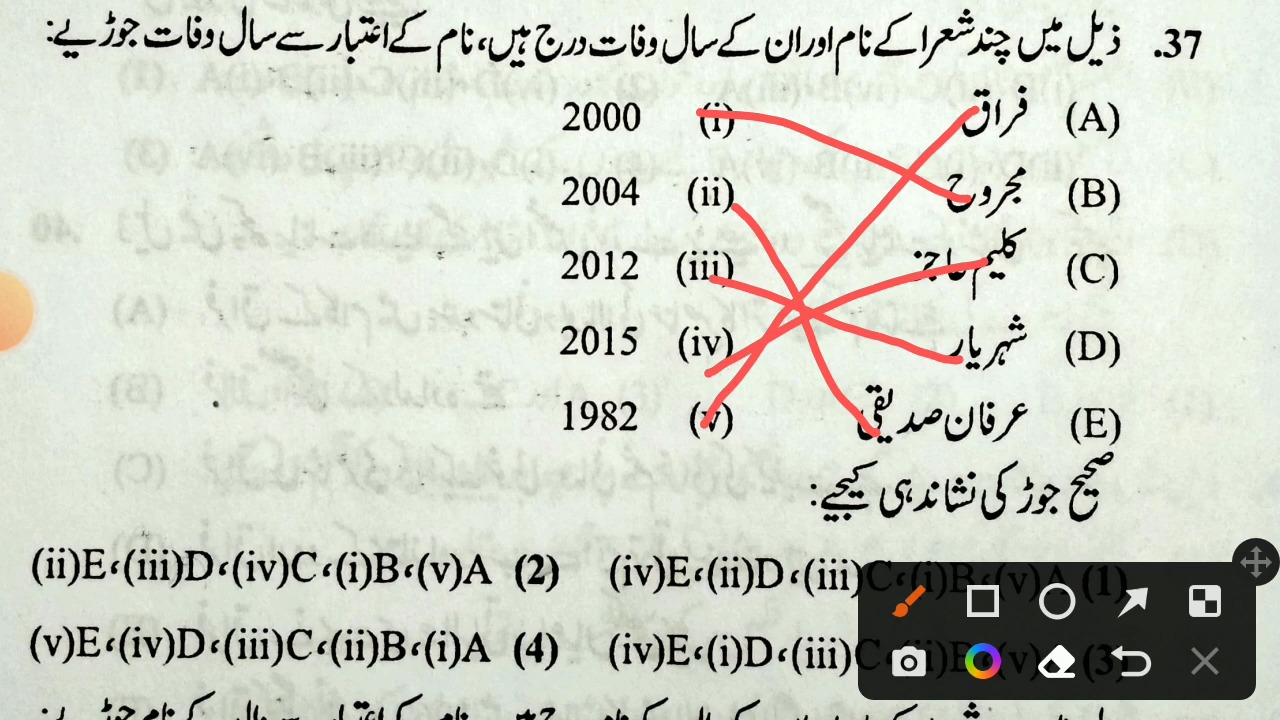 37. ذیل میں چند شعرا کے نام اور ان کے سال وفات درج ہیں، نام کے اعتبار سے سال وفات جوڑیے:
(A) فراق (i) 2000
(B) مجروح (ii) 2004
(C) کلیم عاجز (iii) 2012
(D) شہریار (iv) 2015
(E) عرفان صدیقی (v) 1982
صحیح جوڑ کی نشاندہی کیجیے:
(1) (v)A، (i)B، (iii)C، (ii)D، (iv)E (2) (v)A، (i)B، (iv)C، (iii)D، (ii)E
(3) (v) (ii)B، (iii)C، (i)D، (iv)E (4) (i)A، (ii)B، (iii)C، (iv)D، (v)E